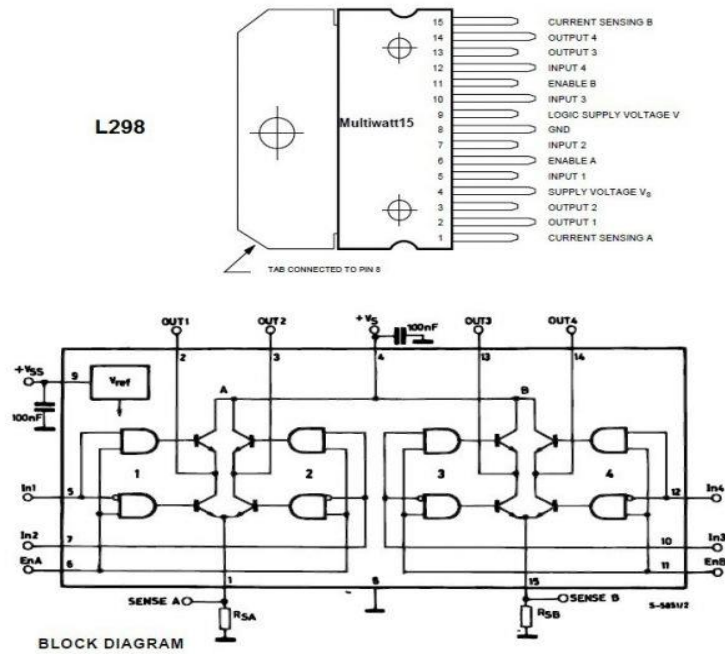 15 CURRENT SENSING B
14 OUTPUT 4
13 OUTPUT 3
12 INPUT 4
11 ENABLE B
10 INPUT 3
9 LOGIC SUPPLY VOLTAGE V
8 GND
7 INPUT 2
6 ENABLE A
5 INPUT 1
4 SUPPLY VOLTAGE VS
3 OUTPUT 2
2 OUTPUT 1
1 CURRENT SENSING A
L298
Multiwatt15
TAB CONNECTED TO PIN 8
OUT1 OUT2 +VS 100nF OUT3 OUT4
2 3 4 13 14
+VSS 9 Vref
100nF
A B
1 2 3 4
In1 5 12 In4
In2 7 10 In3
EnA 6 11 EnB
1 8 15
SENSE A SENSE B
RSA RSB
S-5851/2
BLOCK DIAGRAM